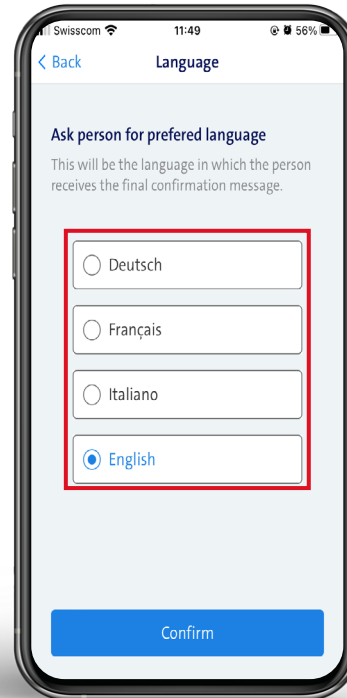 Swisscom 11:49 56%
Back Language
Ask person for prefered language
This will be the language in which the person
receives the final confirmation message.
Deutsch
Français
Italiano
English
Confirm